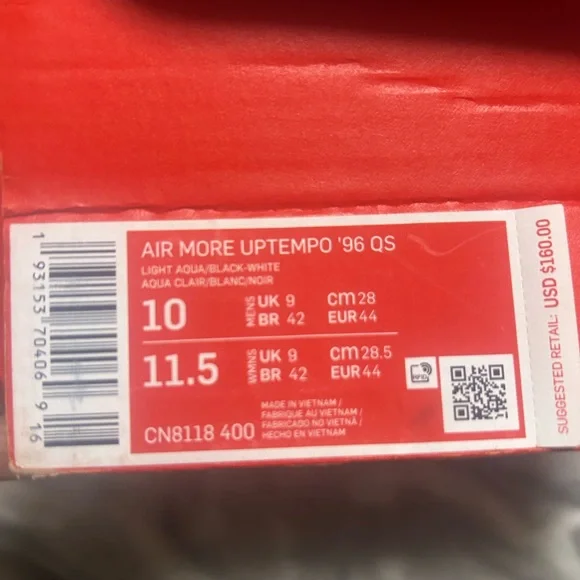 AIR MORE UPTEMPO '96 QS
LIGHT AQUA/BLACK-WHITE
AQUA CLAIR/BLANC/NOIR
10 MENS UK 9 cm 28
BR 42 EUR 44
11.5 WMNS UK 9 cm 28.5
BR 42 EUR 44
CN8118 400
MADE IN VIETNAM /
FABRIQUE AU VIETNAM /
FABRICADO NO VIETNÃ /
HECHO EN VIETNAM
1 93153 70406 9 16
SUGGESTED RETAIL: USD $160.00